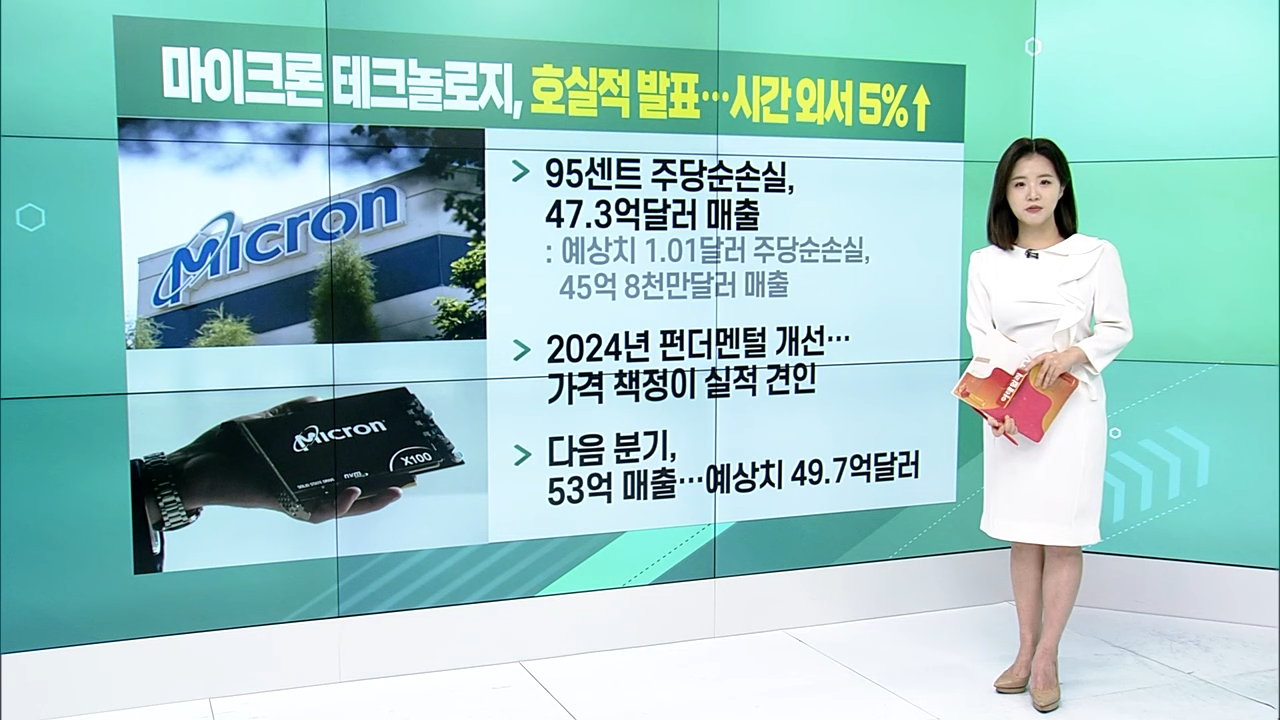 마이크론 테크놀로지, 호실적 발표…시간 외서 5%↑
Micron
95센트 주당순손실,
47.3억달러 매출
: 예상치 1.01달러 주당순손실,
45억 8천만달러 매출
2024년 펀더멘털 개선…
가격 책정이 실적 견인
Micron
X100
SOLID STATE DRIVE
nvm
다음 분기,
53억 매출…예상치 49.7억달러